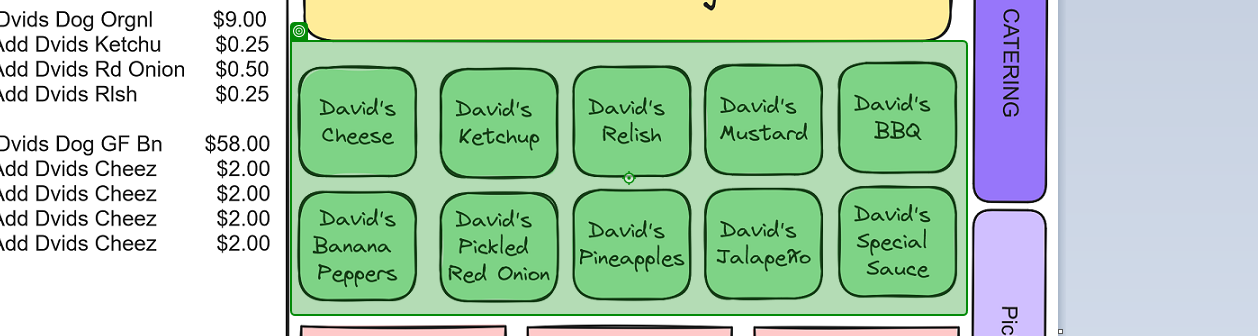 Dvids Dog Orgnl $9.00
Add Dvids Ketchu $0.25
Add Dvids Rd Onion $0.50
Add Dvids Rlsh $0.25
Dvids Dog GF Bn $58.00
Add Dvids Cheez $2.00
Add Dvids Cheez $2.00
Add Dvids Cheez $2.00
Add Dvids Cheez $2.00
David's
Cheese
David's
Ketchup
David's
Relish
David's
Mustard
David's
BBQ
David's
Banana
Peppers
David's
Pickled
Red Onion
David's
Pineapples
David's
Jalapeño
David's
Special
Sauce
CATERING
Pic